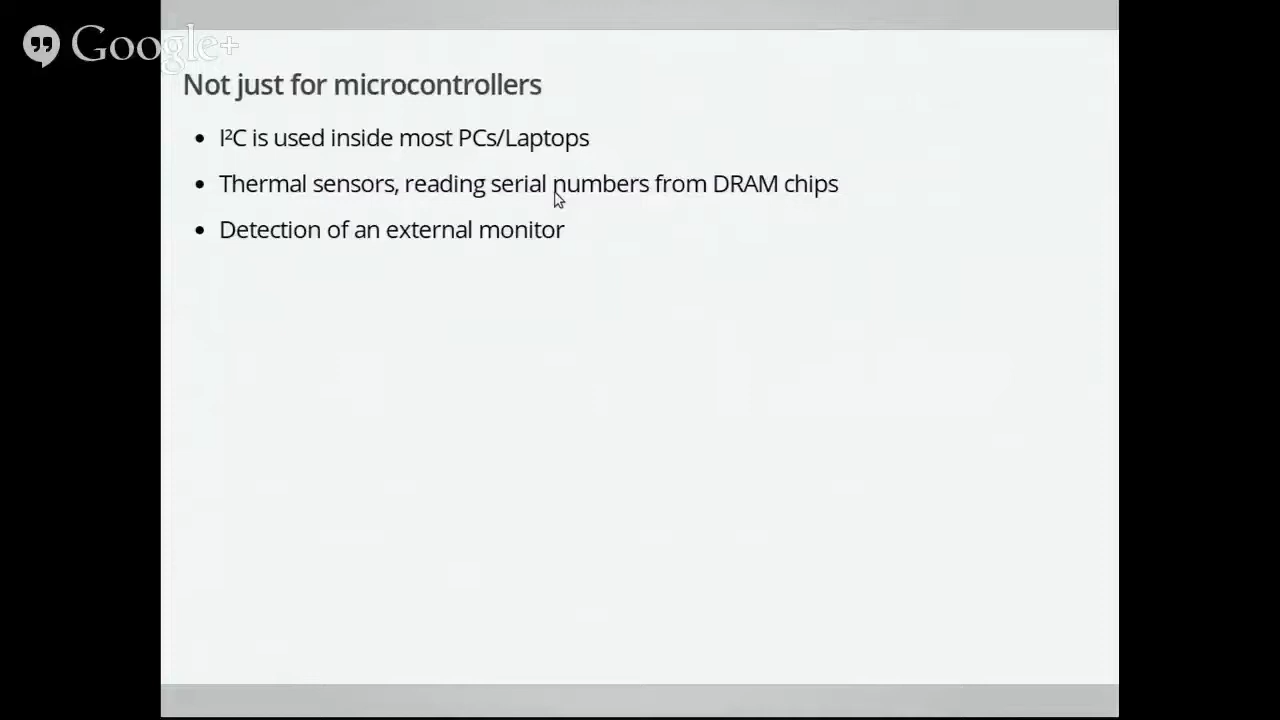 Google+
Not just for microcontrollers
I²C is used inside most PCs/Laptops
Thermal sensors, reading serial numbers from DRAM chips
Detection of an external monitor